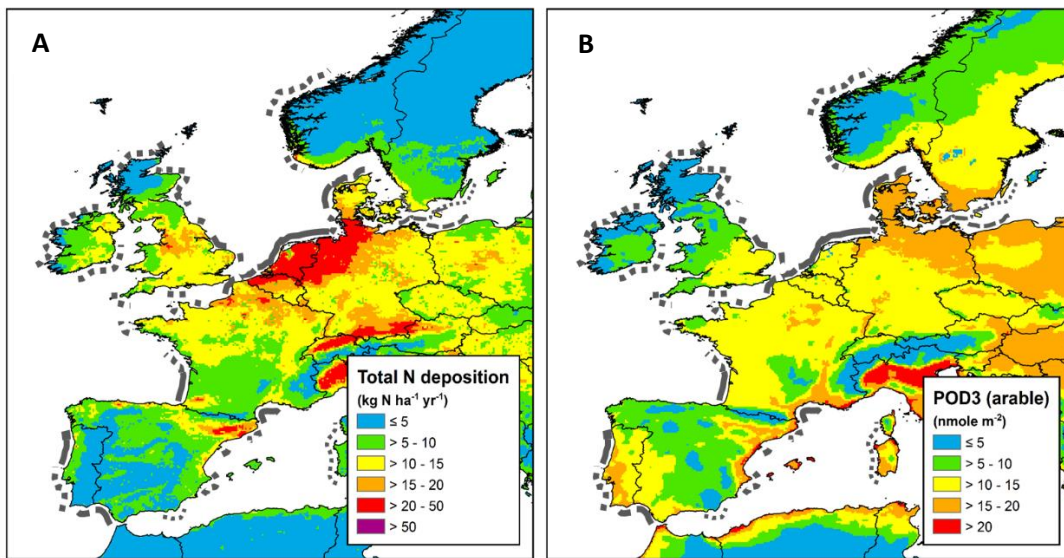 A
B
Total N deposition
(kg N ha⁻¹ yr⁻¹)
≤ 5
> 5 - 10
> 10 - 15
> 15 - 20
> 20 - 50
> 50
POD3 (arable)
(nmole m⁻²)
≤ 5
> 5 - 10
> 10 - 15
> 15 - 20
> 20